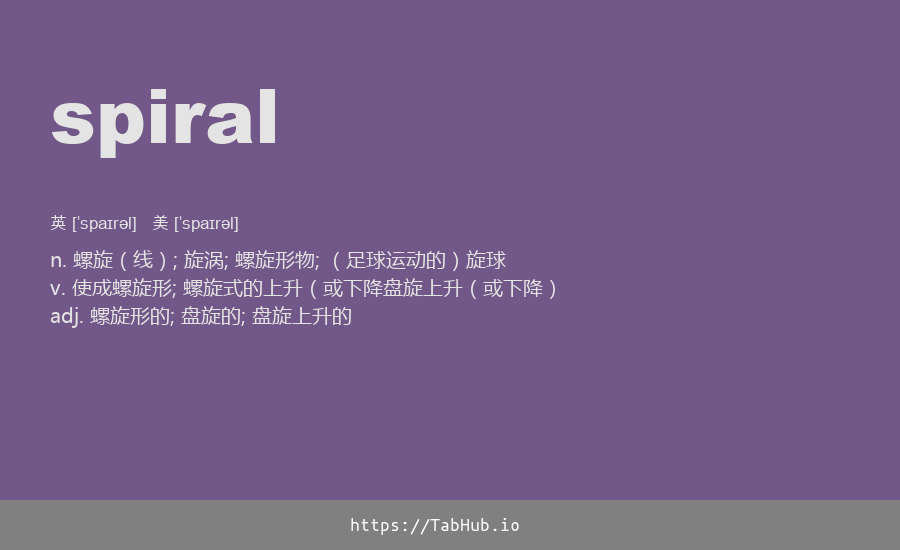 spiral
英 [ˈspaɪrəl] 美 [ˈspaɪrəl]
n. 螺旋（线）; 旋涡; 螺旋形物; （足球运动的）旋球
v. 使成螺旋形; 螺旋式的上升（或下降盘旋上升（或下降）
adj. 螺旋形的; 盘旋的; 盘旋上升的
https://TabHub.io